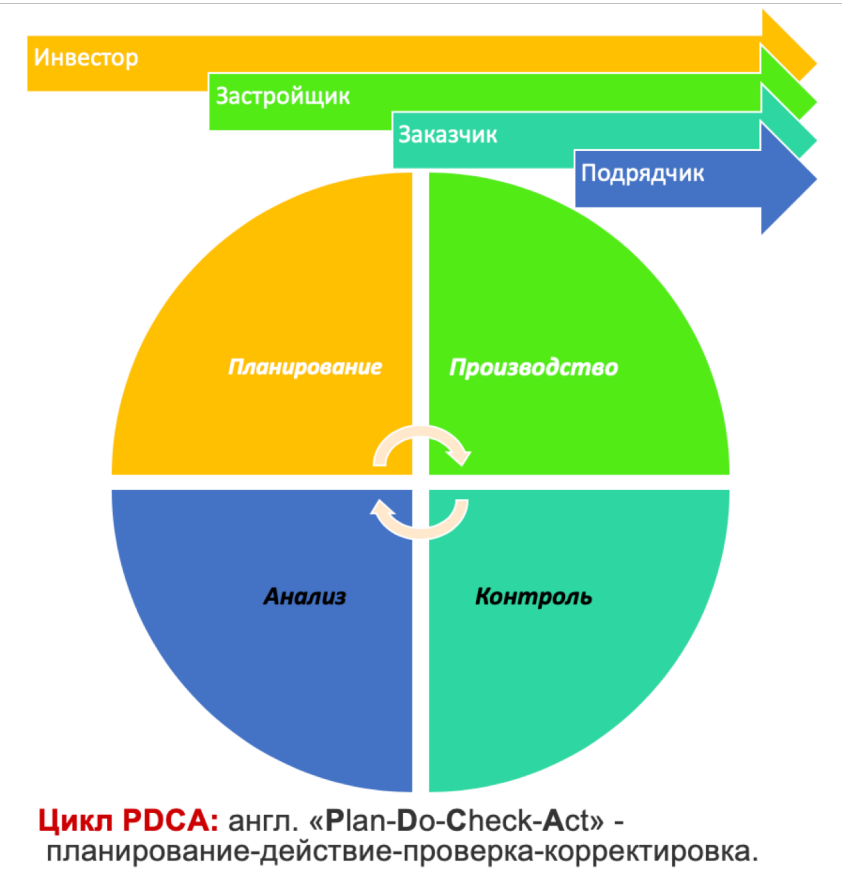 Инвестор
Застройщик
Заказчик
Подрядчик
Планирование
Производство
Анализ
Контроль
Цикл PDCA: англ. «Plan-Do-Check-Act» -
планирование-действие-проверка-корректировка.